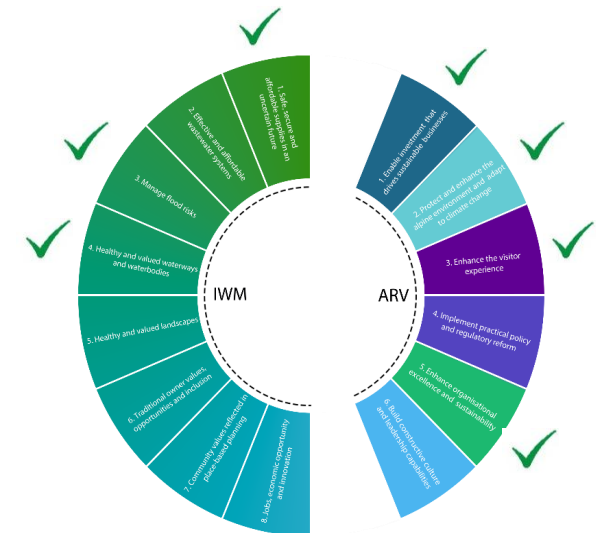 1. Safe, secure and
affordable supplies in an
uncertain future
2. Effective and affordable
wastewater systems
3. Manage flood risks
4. Healthy and valued waterways
and waterbodies
5. Healthy and valued landscapes
6. Traditional owner values,
opportunities and inclusion
7. Community values reflected in
place-based planning
8. Jobs, economic opportunity
and innovation
IWM
ARV
1. Enable investment that
drives sustainable businesses
2. Protect and enhance the
alpine environment and adapt
to climate change
3. Enhance the visitor
experience
4. Implement practical policy
and regulatory reform
5. Enhance organisational
excellence and sustainability
6. Build constructive culture
and leadership capabilities